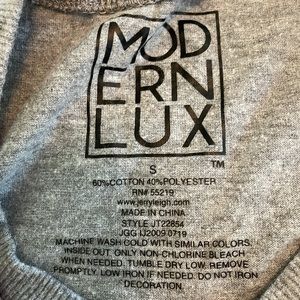 MOD
ERN
LUX
TM
S
60%COTTON 40%POLYESTER
RN# 55219
www.jerryleigh.com
MADE IN CHINA
STYLE JT22854
JGG IJ2009 0719
MACHINE WASH COLD WITH SIMILAR COLORS.
INSIDE OUT. ONLY NON-CHLORINE BLEACH
WHEN NEEDED. TUMBLE DRY LOW. REMOVE
PROMPTLY. LOW IRON IF NEEDED. DO NOT IRON
DECORATION.